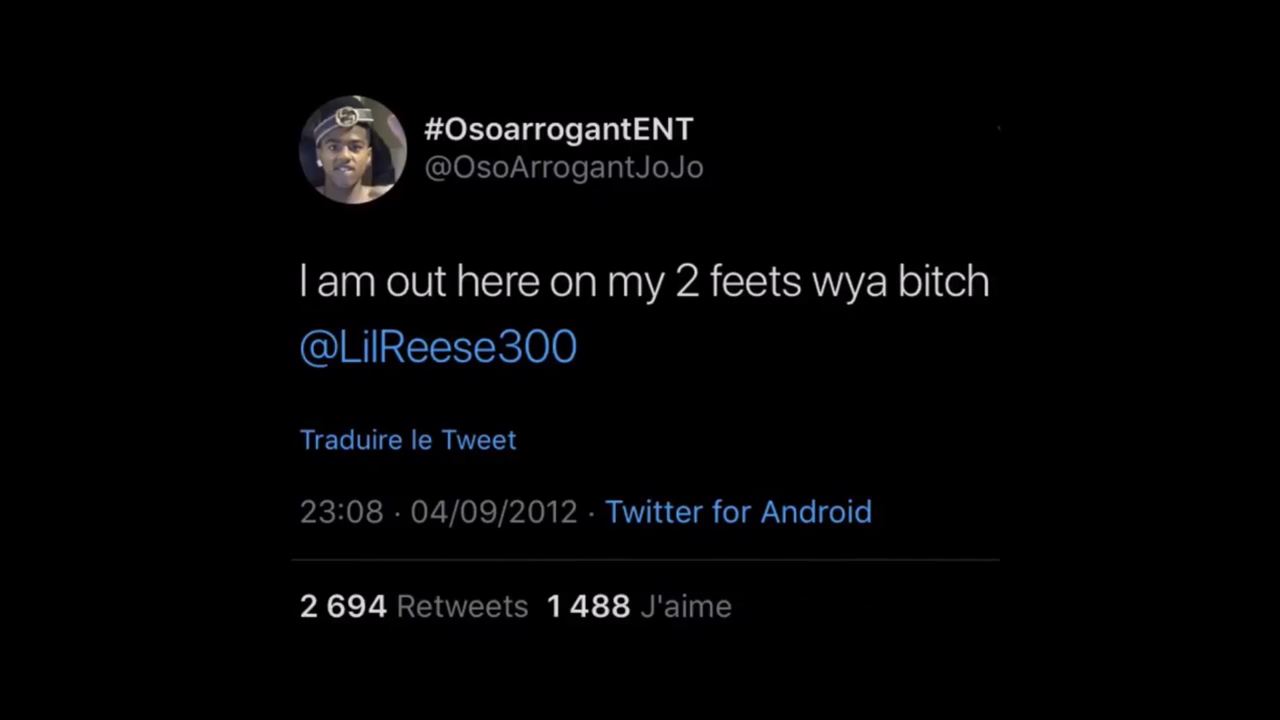 #OsoarrogantENT
@OsoArrogantJoJo
I am out here on my 2 feets wya bitch
@LilReese300
Traduire le Tweet
23:08 · 04/09/2012 · Twitter for Android
2 694 Retweets 1 488 J'aime